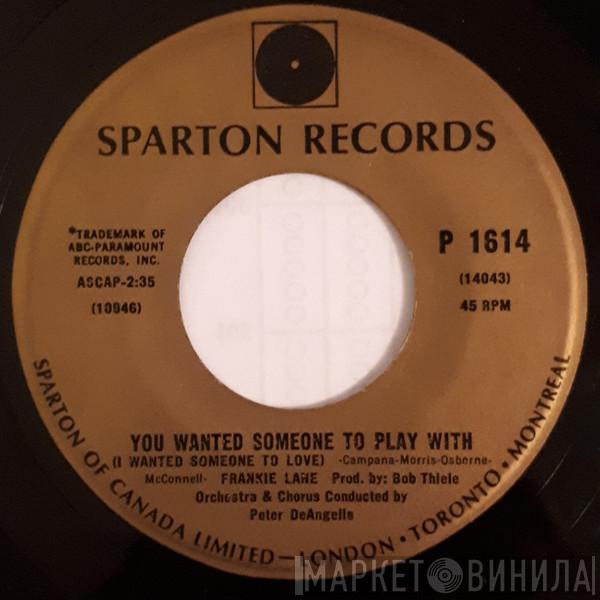 SPARTON RECORDS
*TRADEMARK OF
ABC-PARAMOUNT
RECORDS, INC.
ASCAP-2:35
(10946)
P 1614
(14043)
45 RPM
YOU WANTED SOMEONE TO PLAY WITH
(I WANTED SOMEONE TO LOVE) -Campana-Morris-Osberne-
McConnell- FRANKIE LANE Prod. by: Bob Thiele
Orchestra & Chorus Conducted by
Peter DeAngelis
SPARTON OF CANADA LIMITED—LONDON•TORONTO•MONTREAL
МАРКЕТ ВИНИЛА